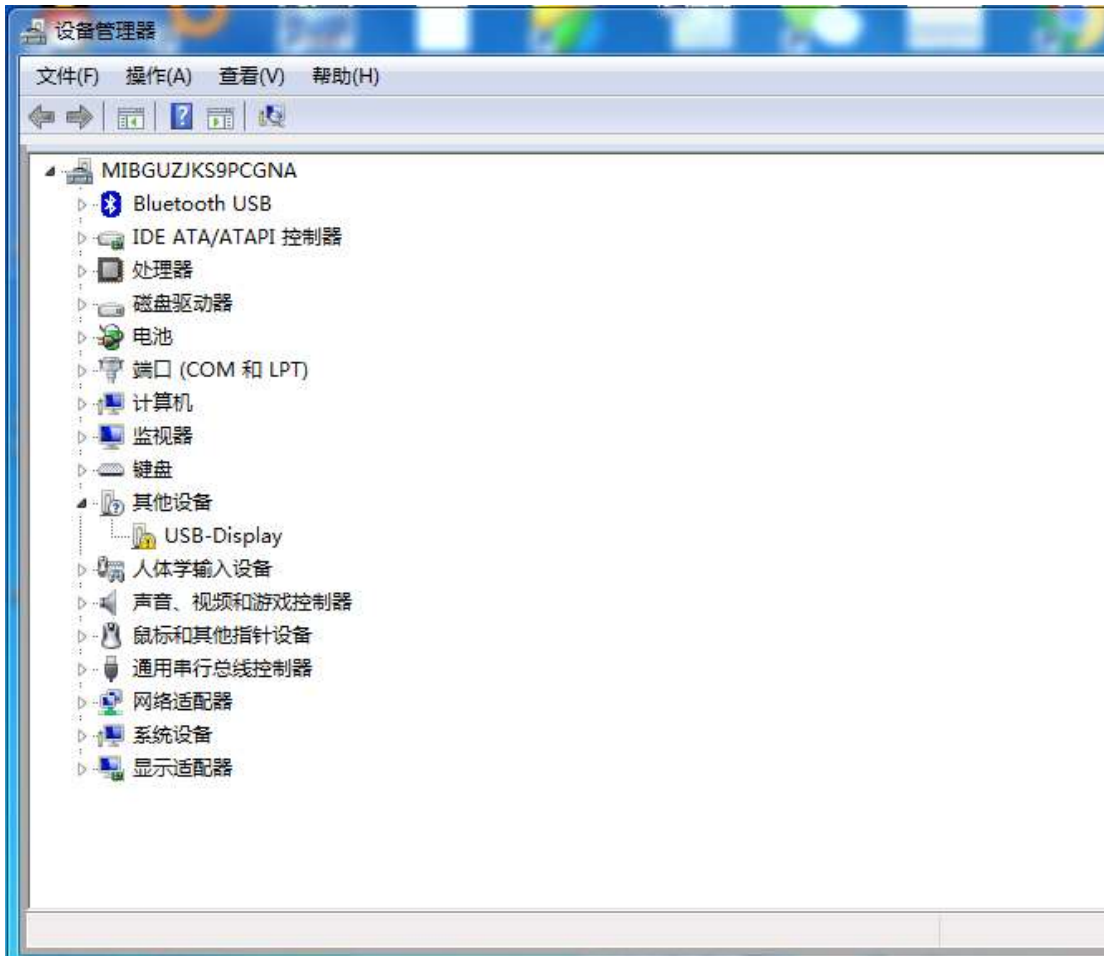 设备管理器
文件(F) 操作(A) 查看(V) 帮助(H)
MIBGUZJKS9PCGNA
Bluetooth USB
IDE ATA/ATAPI 控制器
处理器
磁盘驱动器
电池
端口 (COM 和 LPT)
计算机
监视器
键盘
其他设备
USB-Display
人体学输入设备
声音、视频和游戏控制器
鼠标和其他指针设备
通用串行总线控制器
网络适配器
系统设备
显示适配器